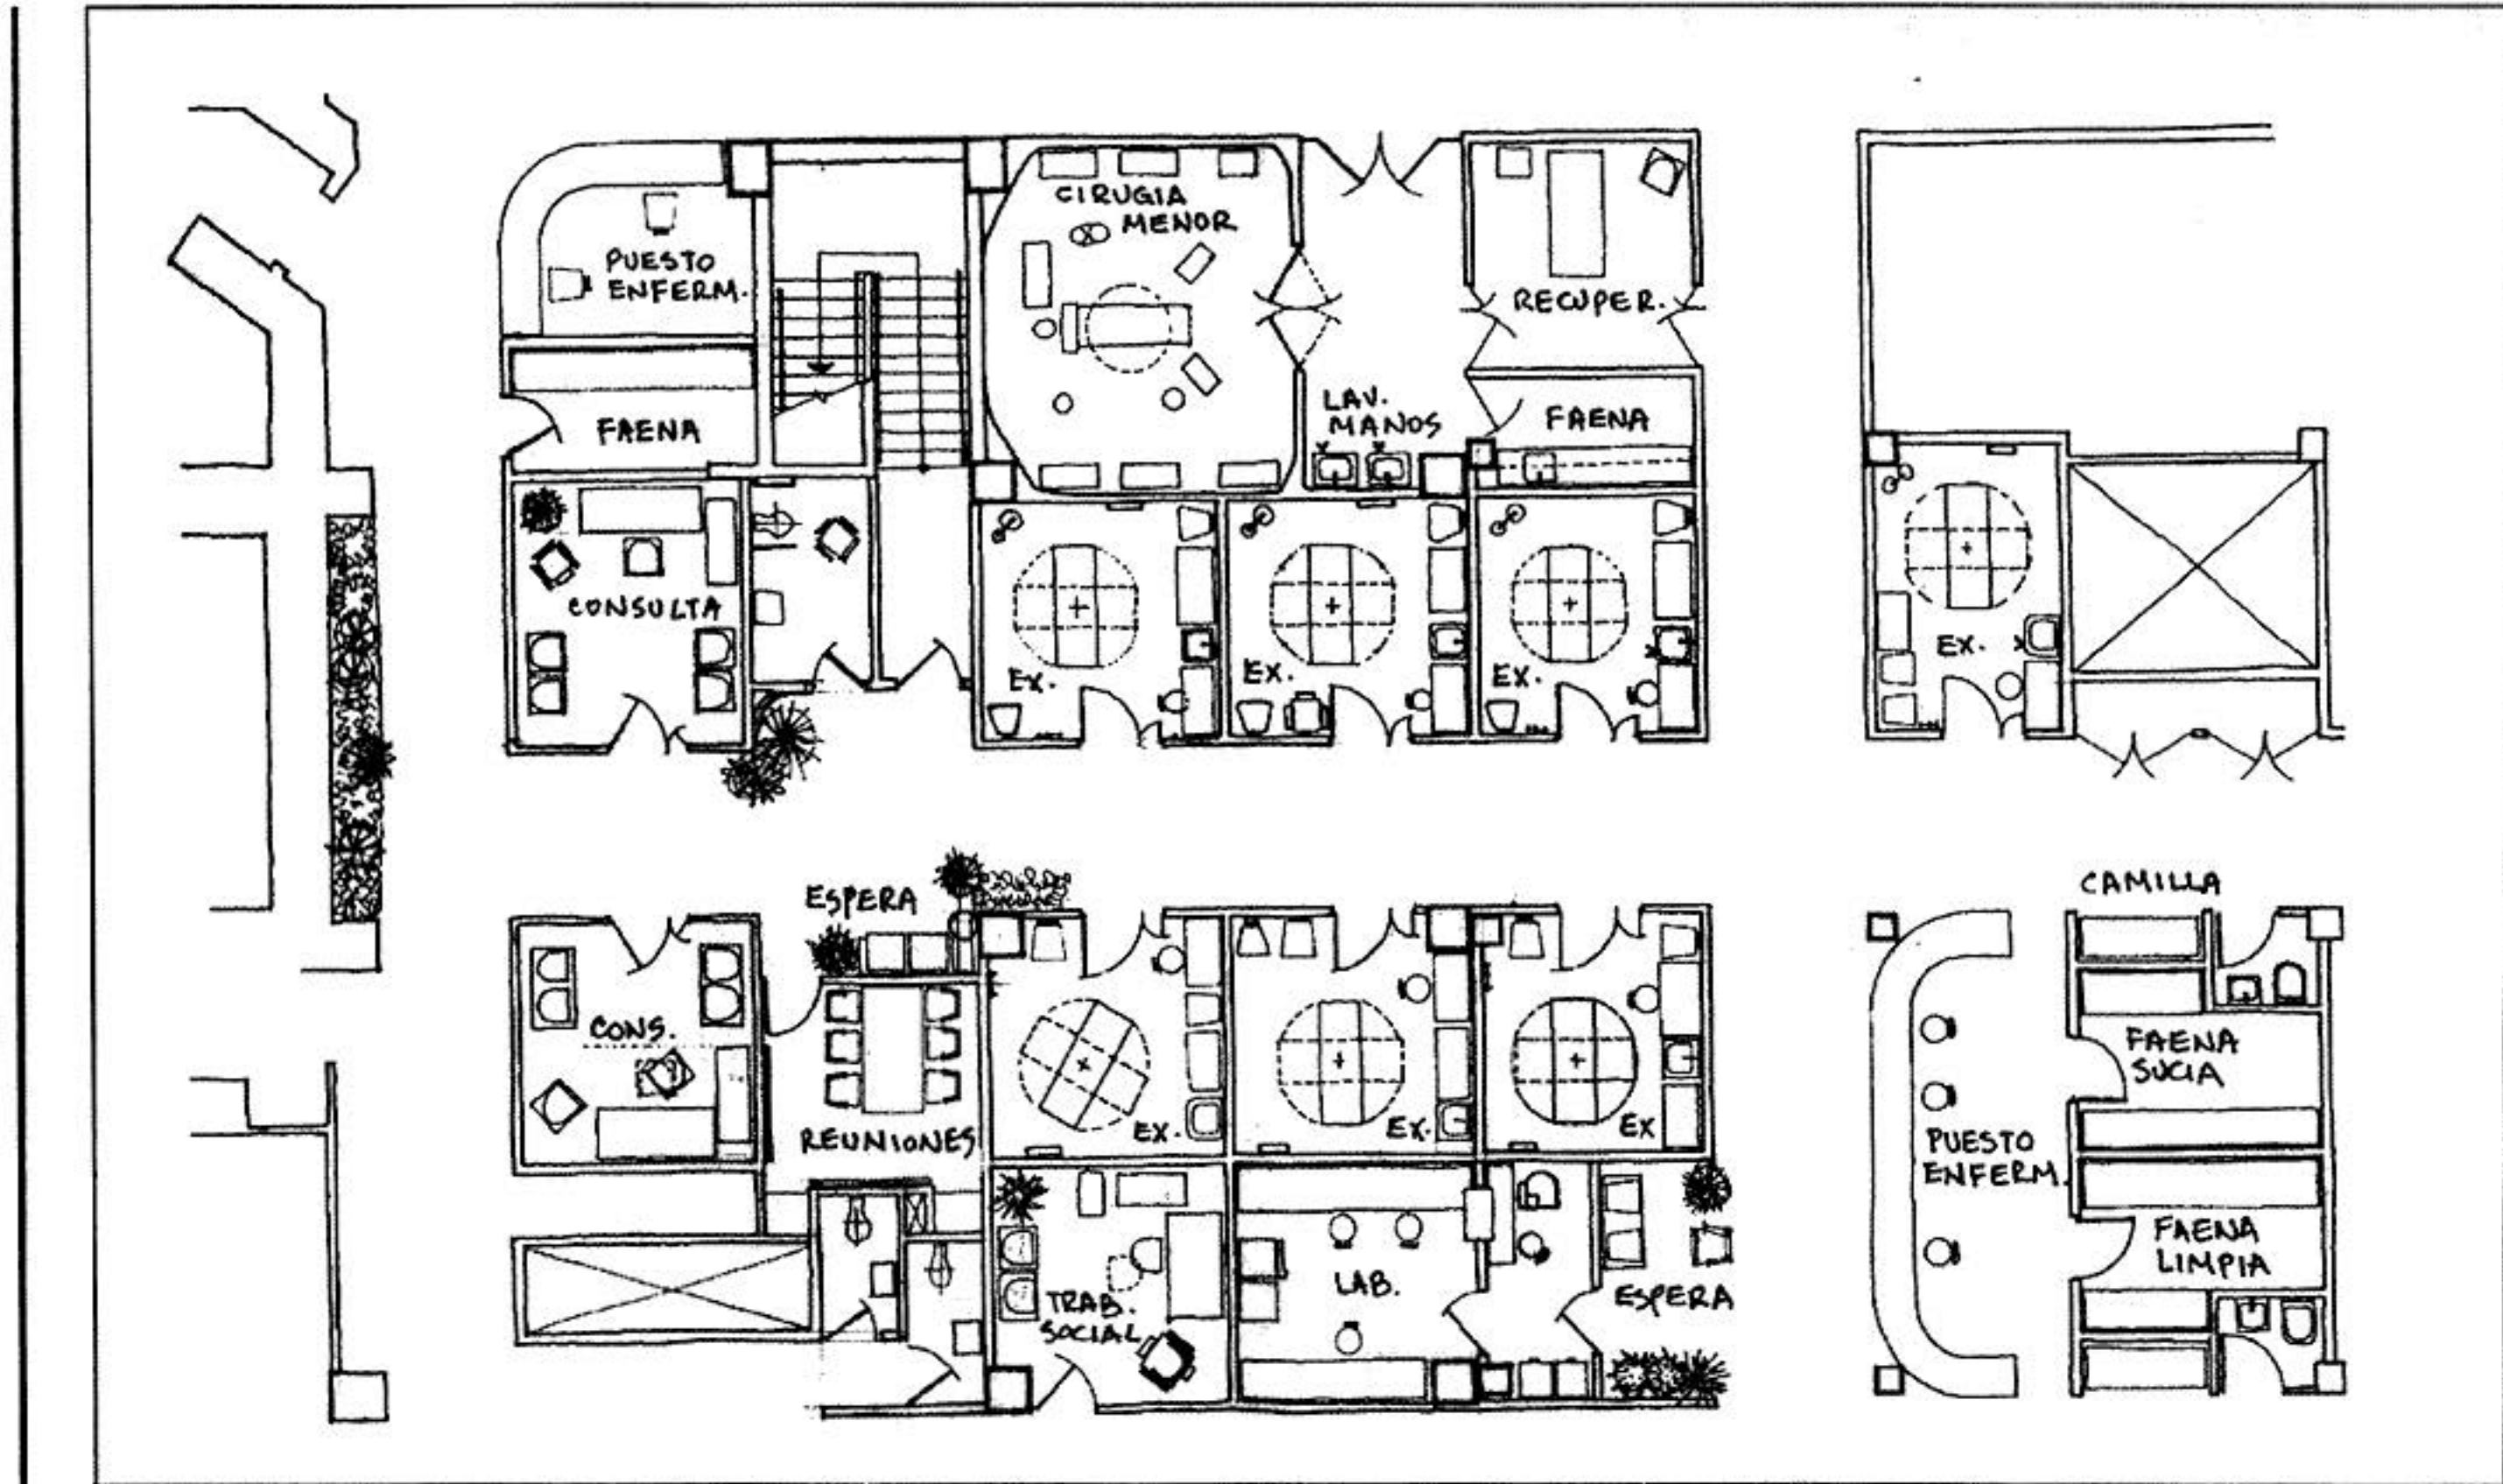 CIRUGIA
MENOR
PUESTO
ENFERM.
RECUPER.
FAENA
LAV.
MANOS
FAENA
CONSULTA
EX.
EX.
EX.
EX.
ESPERA
CAMILLA
CONS.
REUNIONES
EX.
EX.
EX
FAENA
SUCIA
PUESTO
ENFERM.
FAENA
LIMPIA
TRAB.
SOCIAL
LAB.
ESPERA